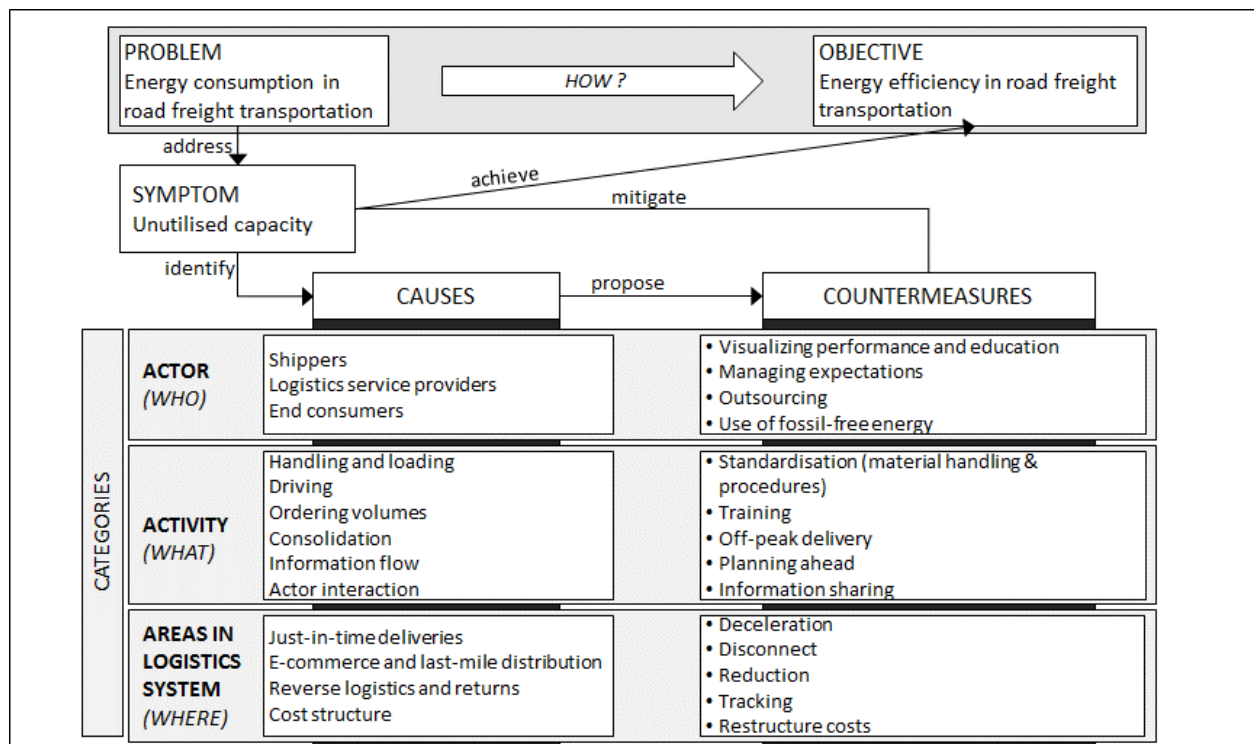 PROBLEM
Energy consumption in
road freight transportation
HOW ?
OBJECTIVE
Energy efficiency in road freight
transportation
address
achieve
SYMPTOM
Unutilised capacity
mitigate
identify
CAUSES
propose
COUNTERMEASURES
CATEGORIES
ACTOR
(WHO)
Shippers
Logistics service providers
End consumers
• Visualizing performance and education
• Managing expectations
• Outsourcing
• Use of fossil-free energy
ACTIVITY
(WHAT)
Handling and loading
Driving
Ordering volumes
Consolidation
Information flow
Actor interaction
• Standardisation (material handling &
procedures)
• Training
• Off-peak delivery
• Planning ahead
• Information sharing
AREAS IN
LOGISTICS
SYSTEM
(WHERE)
Just-in-time deliveries
E-commerce and last-mile distribution
Reverse logistics and returns
Cost structure
• Deceleration
• Disconnect
• Reduction
• Tracking
• Restructure costs